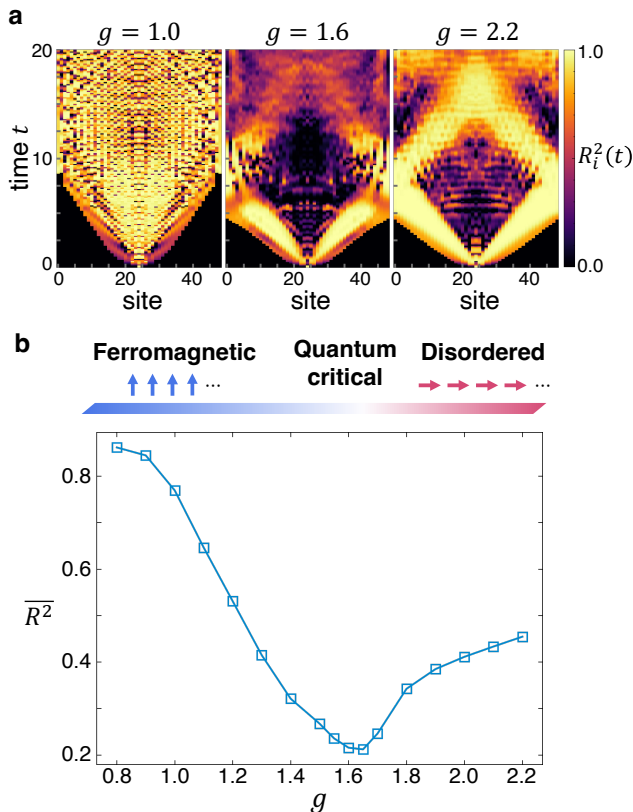 a
g = 1.0 g = 1.6 g = 2.2
20
10
0
time t
0 20 40 0 20 40 0 20 40
site site site
1.0
R_i^2(t)
0.0
b
Ferromagnetic Quantum critical Disordered
... ...
0.8
0.6
0.4
0.2
\overline{R^2}
0.8 1.0 1.2 1.4 1.6 1.8 2.0 2.2
g